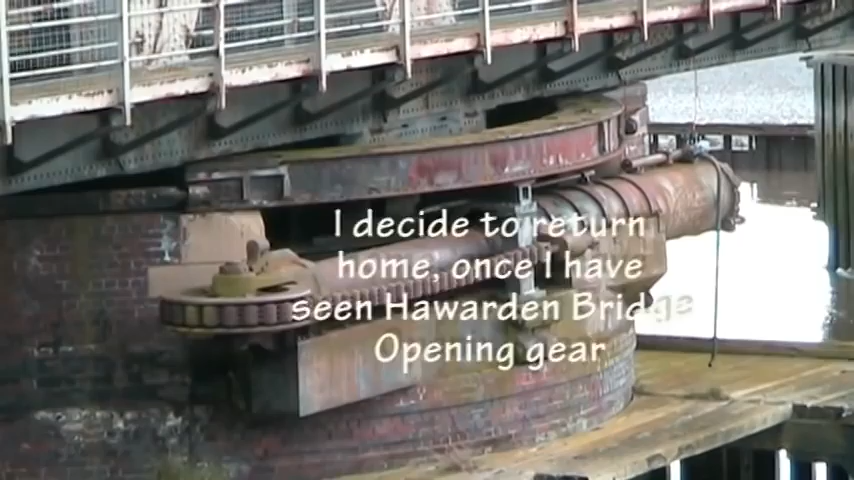 I decide to return
home, once I have
seen Hawarden Bridge
Opening gear